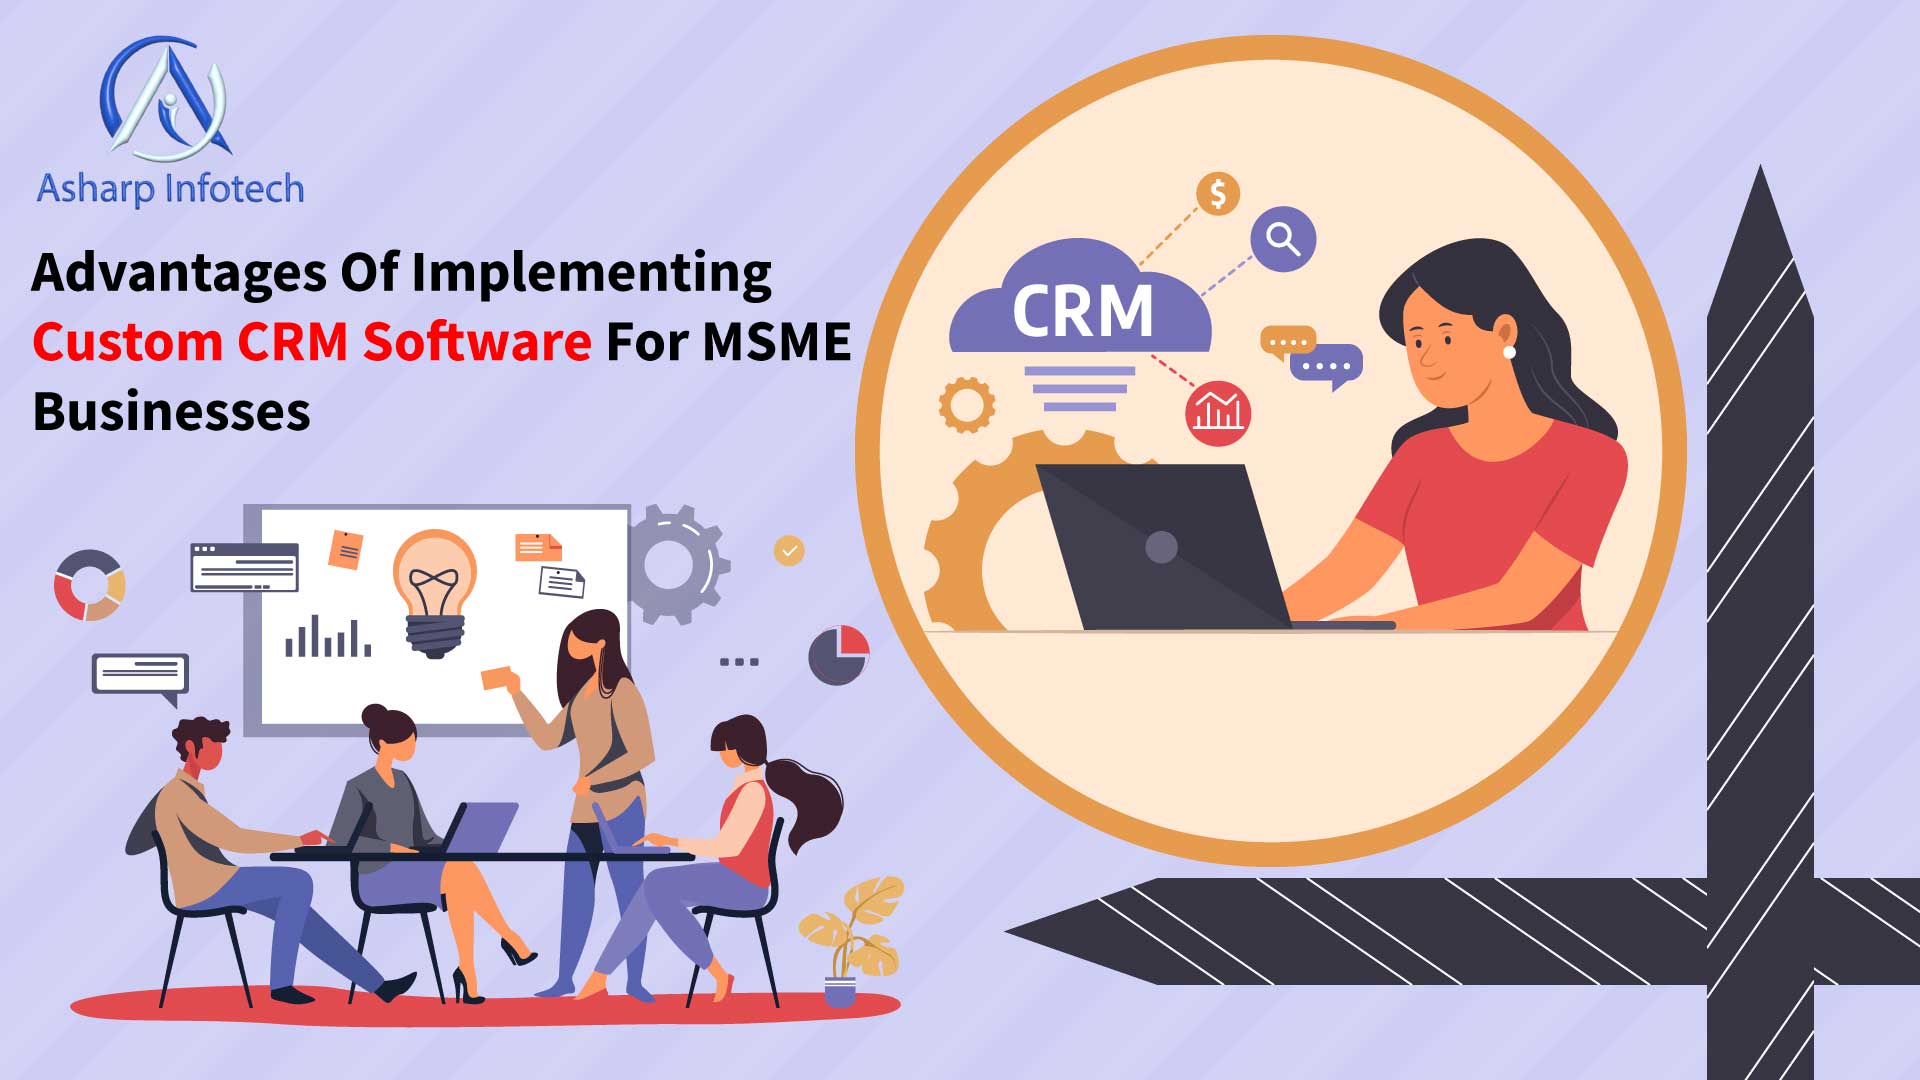 Asharp Infotech
Advantages Of Implementing
Custom CRM Software For MSME
Businesses
CRM
$